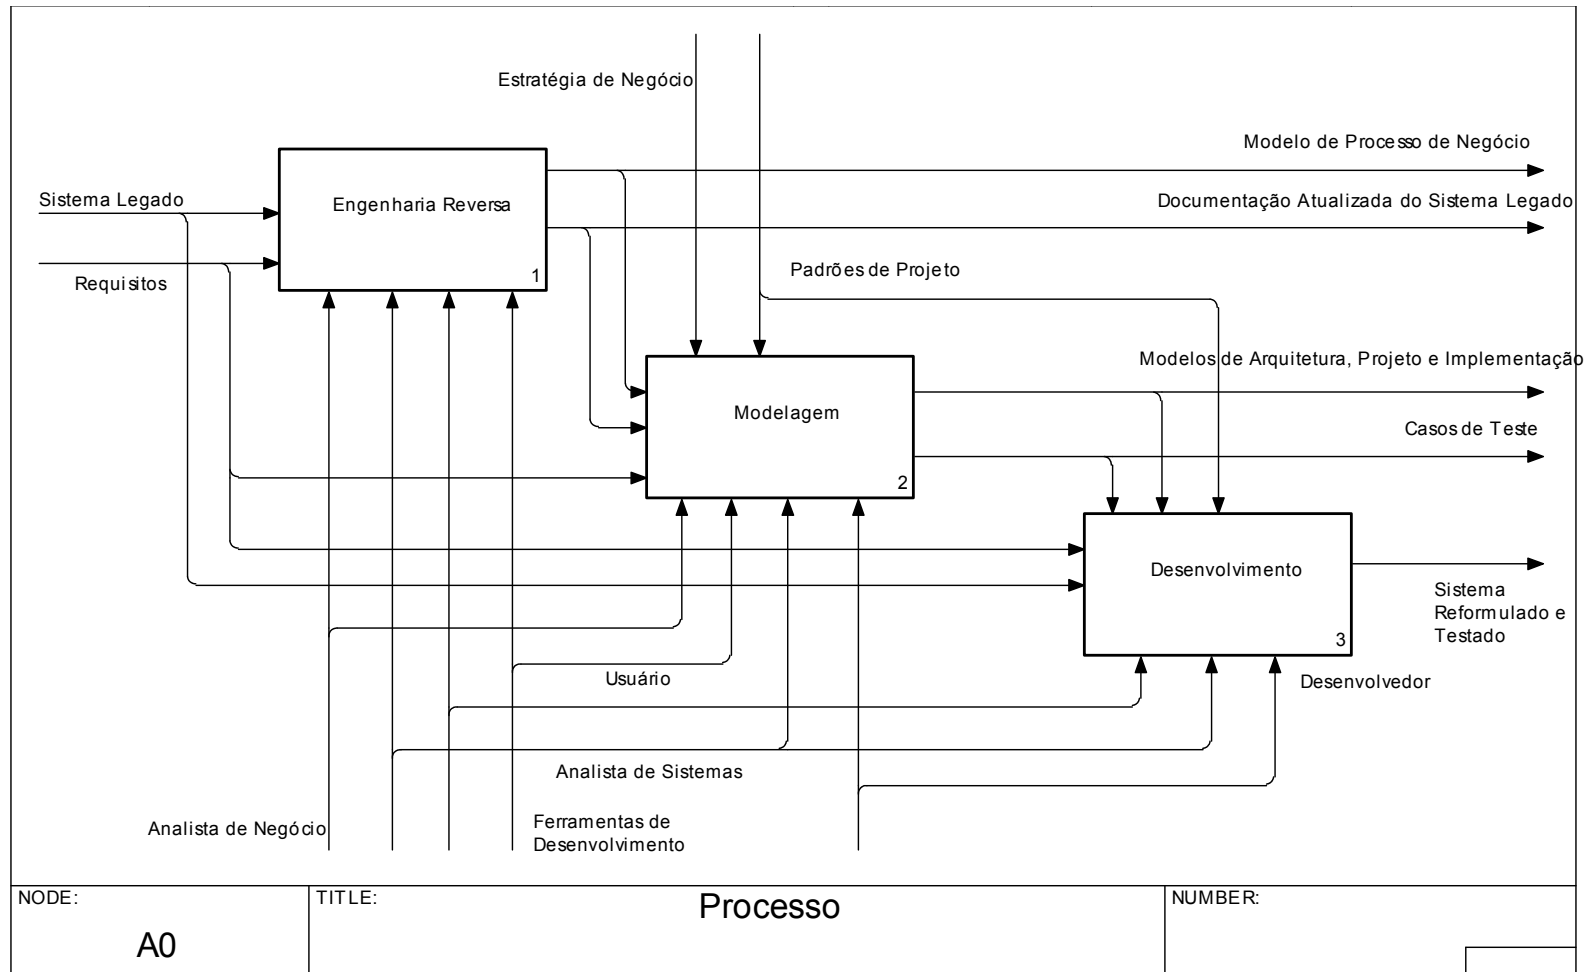 Estratégia de Negócio
Modelo de Processo de Negócio
Sistema Legado
Engenharia Reversa
Documentação Atualizada do Sistema Legado
Requisitos
1
Padrões de Projeto
Modelos de Arquitetura, Projeto e Implementação
Modelagem
Casos de Teste
2
Desenvolvimento
Sistema
Reformulado e
Testado
3
Usuário
Desenvolvedor
Analista de Sistemas
Analista de Negócio
Ferramentas de
Desenvolvimento
NODE:
TITLE:
Processo
NUMBER:
A0